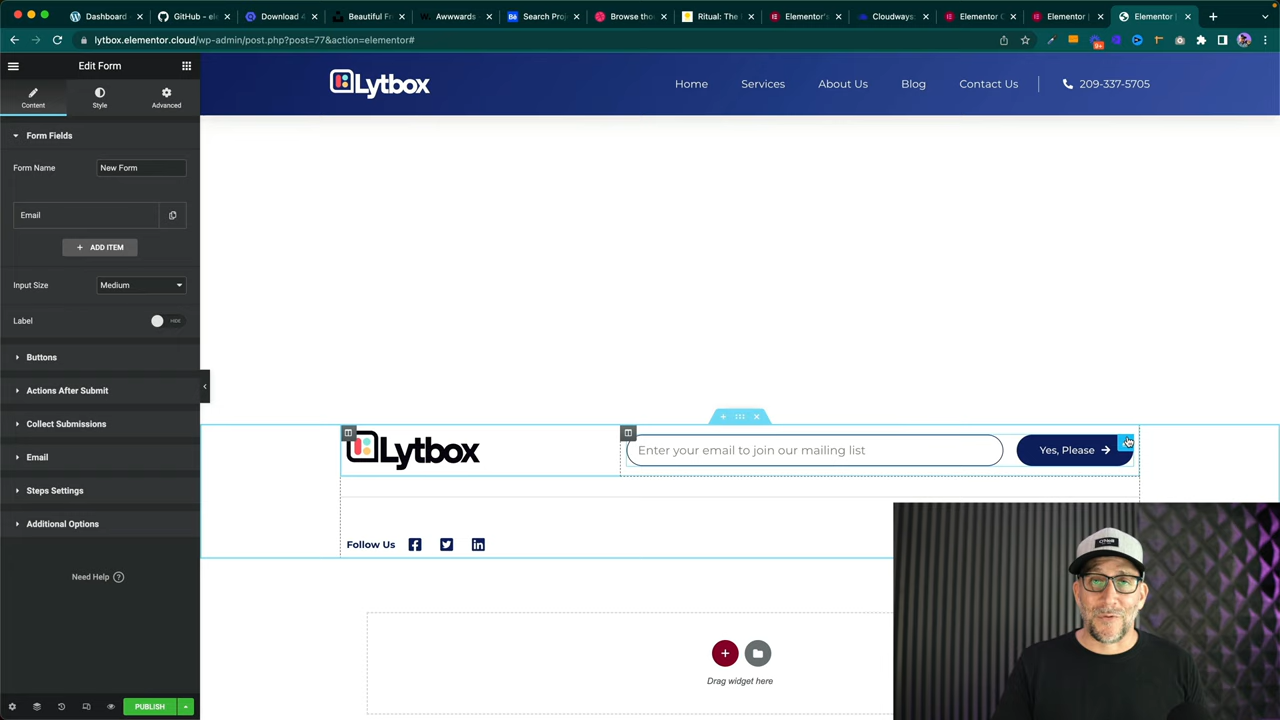 Dashboard
GitHub - ele
Download 4
Beautiful Fr
Awwwards
Search Proj
Browse thou
Ritual: The
Elementor's
Cloudways:
Elementor C
Elementor |
Elementor |
lytbox.elementor.cloud/wp-admin/post.php?post=77&action=elementor#
Edit Form
Lytbox
Home
Services
About Us
Blog
Contact Us
209-337-5705
Content
Style
Advanced
Form Fields
Form Name
New Form
Email
+ ADD ITEM
Input Size
Medium
Label
HIDE
Buttons
Actions After Submit
Collect Submissions
Email
Steps Settings
Additional Options
Need Help
Lytbox
Enter your email to join our mailing list
Yes, Please
Follow Us
Drag widget here
PUBLISH